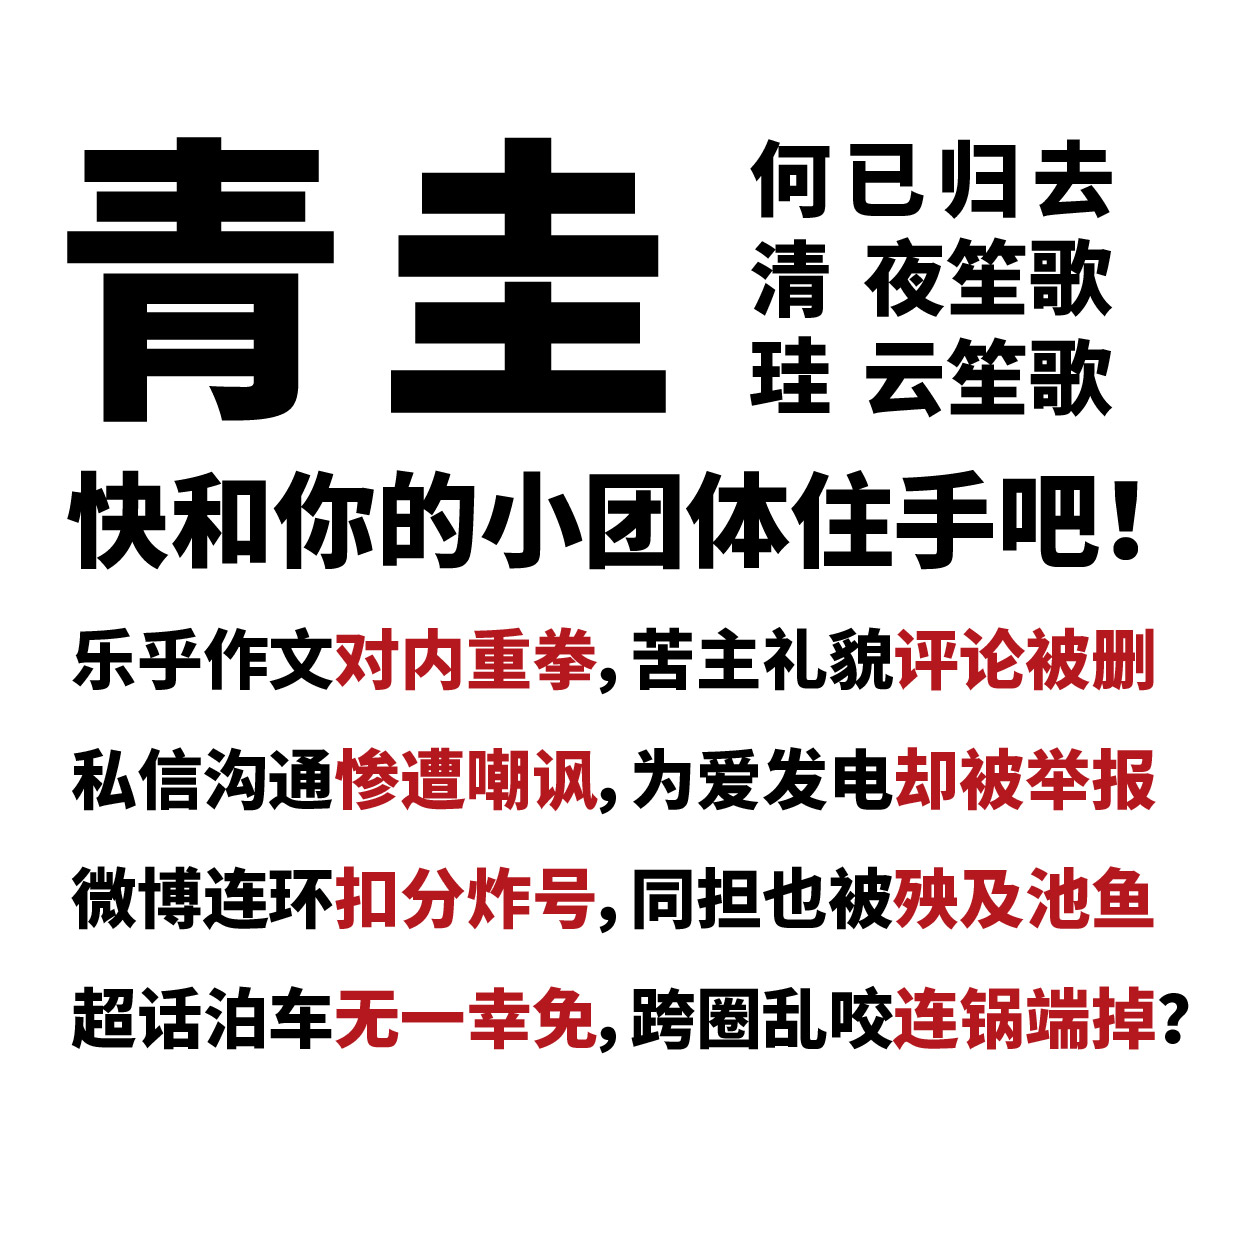 青圭
何已归去
清 夜笙歌
珪 云笙歌
快和你的小团体住手吧！
乐乎作文对内重拳，苦主礼貌评论被删
私信沟通惨遭嘲讽，为爱发电却被举报
微博连环扣分炸号，同担也被殃及池鱼
超话泊车无一幸免，跨圈乱咬连锅端掉？